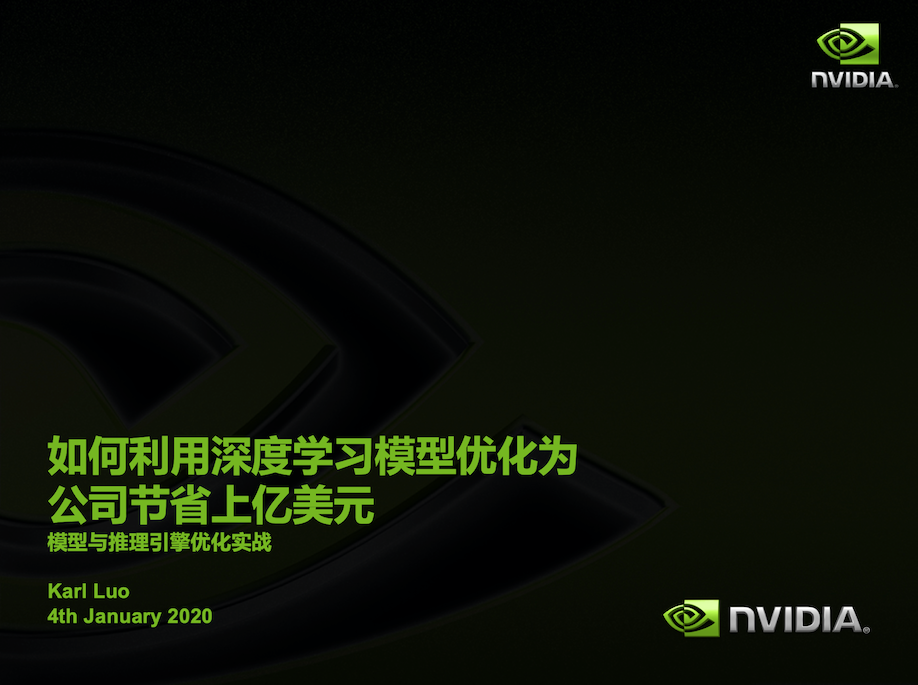 NVIDIA
如何利用深度学习模型优化为
公司节省上亿美元
模型与推理引擎优化实战
Karl Luo
4th January 2020
NVIDIA®